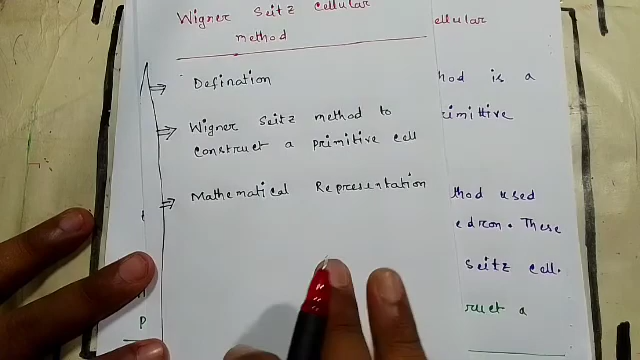 Wigner Seitz cellular
method
Defination
Wigner Seitz method to
construct a primitive cell
Mathematical Representation
P
ellular
hod is a
rimitive
thod used
edron. These
Seitz cell.
ruct a